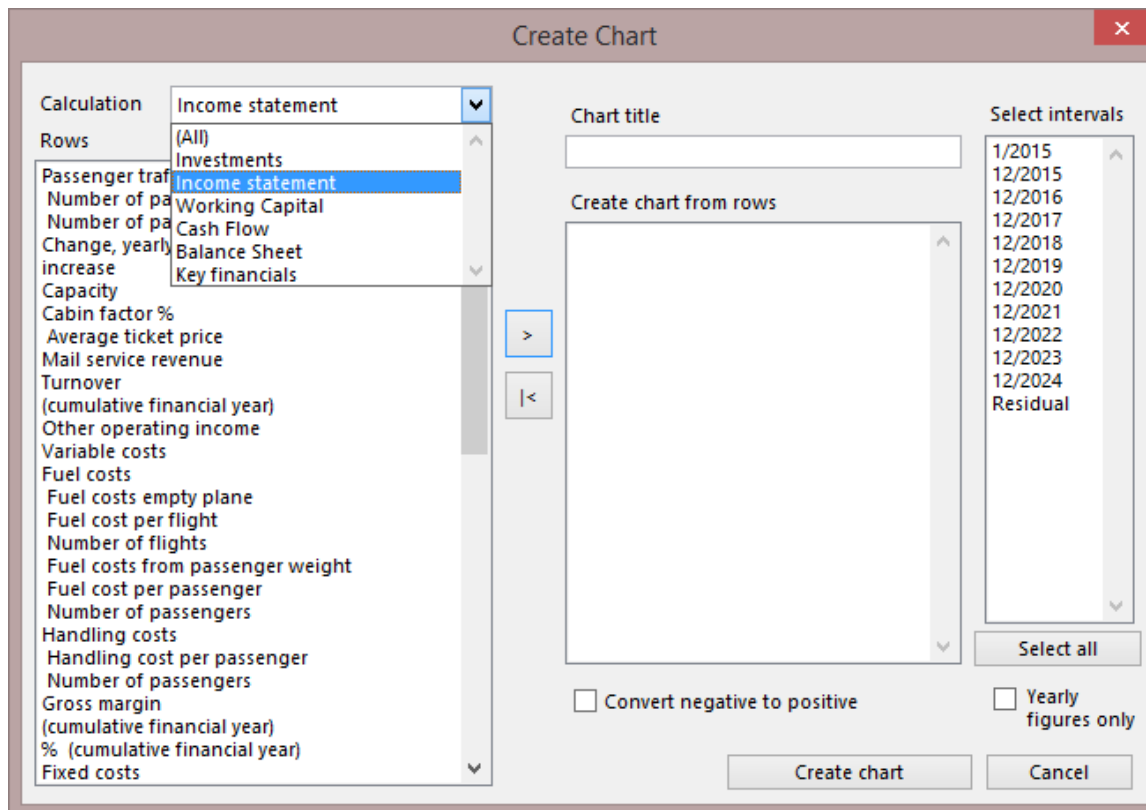 Create Chart
Calculation
Income statement
(All)
Investments
Income statement
Working Capital
Cash Flow
Balance Sheet
Key financials
Rows
Passenger
Number of
Number of
Change, yearly
increase
Capacity
Cabin factor %
Average ticket price
Mail service revenue
Turnover
(cumulative financial year)
Other operating income
Variable costs
Fuel costs
Fuel costs empty plane
Fuel cost per flight
Number of flights
Fuel costs from passenger weight
Fuel cost per passenger
Number of passengers
Handling costs
Handling cost per passenger
Number of passengers
Gross margin
(cumulative financial year)
% (cumulative financial year)
Fixed costs
>
|<
Chart title
Create chart from rows
Convert negative to positive
Select intervals
1/2015
12/2015
12/2016
12/2017
12/2018
12/2019
12/2020
12/2021
12/2022
12/2023
12/2024
Residual
Select all
Yearly
figures only
Create chart
Cancel